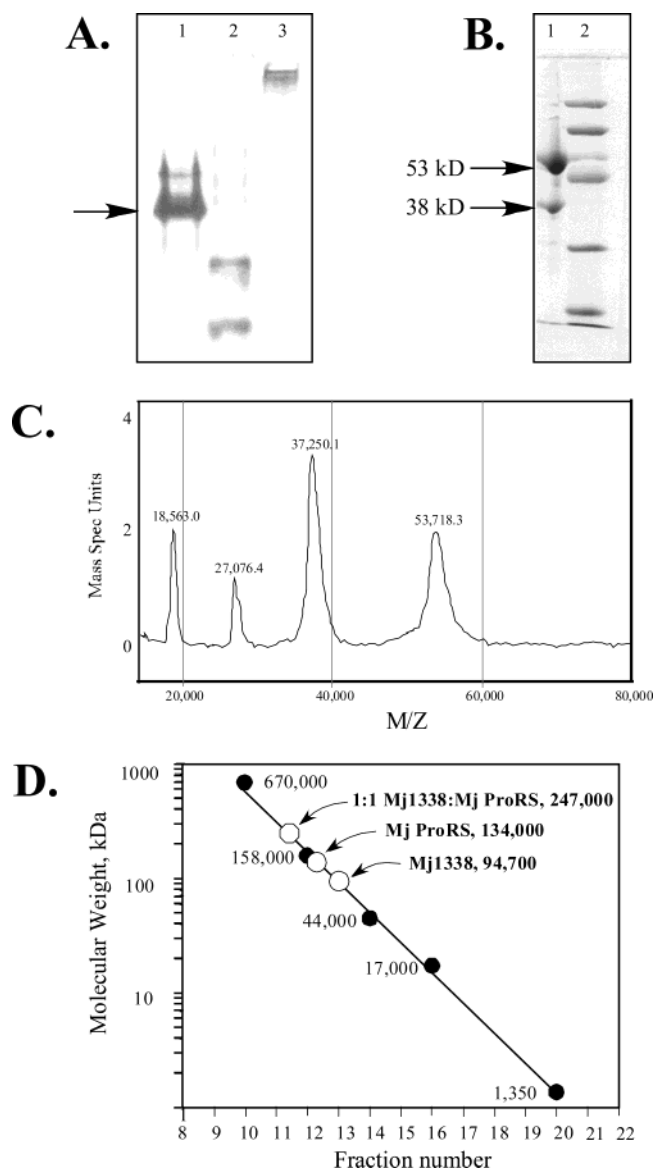 A.
1 2 3
B.
1 2
53 kD
38 kD
C.
4
2
0
Mass Spec Units
18,563.0
27,076.4
37,250.1
53,718.3
20,000 40,000 60,000 80,000
M/Z
D.
1000
100
10
Molecular Weight, kDa
670,000
1:1 Mj1338:Mj ProRS, 247,000
Mj ProRS, 134,000
158,000
Mj1338, 94,700
44,000
17,000
1,350
8 9 10 11 12 13 14 15 16 17 18 19 20 21 22
Fraction number